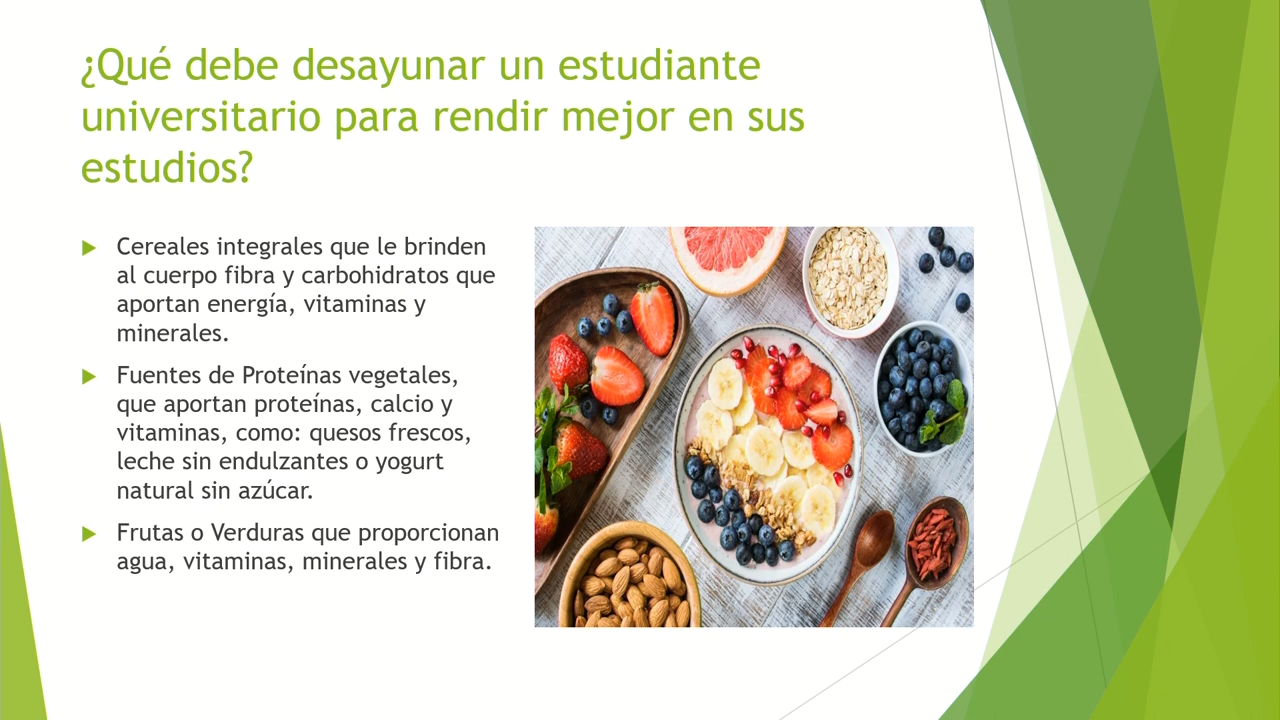 ¿Qué debe desayunar un estudiante
universitario para rendir mejor en sus
estudios?
Cereales integrales que le brinden
al cuerpo fibra y carbohidratos que
aportan energía, vitaminas y
minerales.
Fuentes de Proteínas vegetales,
que aportan proteínas, calcio y
vitaminas, como: quesos frescos,
leche sin endulzantes o yogurt
natural sin azúcar.
Frutas o Verduras que proporcionan
agua, vitaminas, minerales y fibra.